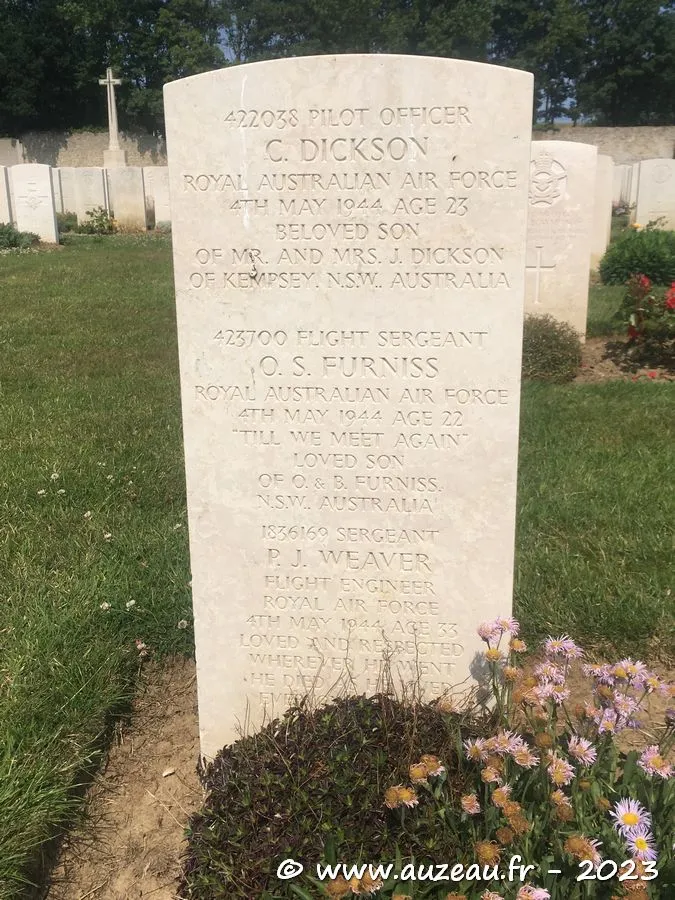 422038 PILOT OFFICER
C. DICKSON
ROYAL AUSTRALIAN AIR FORCE
4TH MAY 1944 AGE 23
BELOVED SON
OF MR. AND MRS. J. DICKSON
OF KEMPSEY. N.S.W. AUSTRALIA
423700 FLIGHT SERGEANT
O. S. FURNISS
ROYAL AUSTRALIAN AIR FORCE
4TH MAY 1944 AGE 22
"TILL WE MEET AGAIN"
LOVED SON
OF O. & B. FURNISS.
N.S.W. AUSTRALIA
1836169 SERGEANT
P. J. WEAVER
FLIGHT ENGINEER
ROYAL AIR FORCE
4TH MAY 1944 AGE 33
LOVED AND RESPECTED
WHEREVER HE WENT
HE DIED
© www.auzeau.fr - 2023